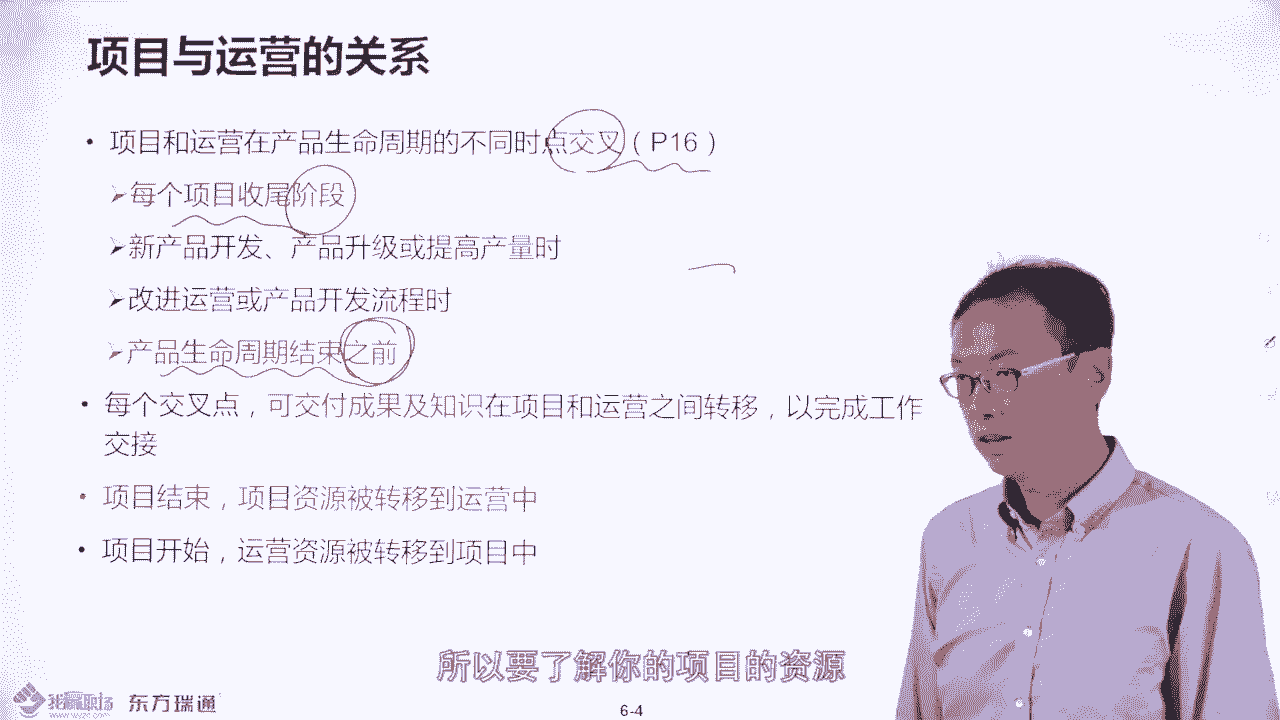 项目与运营的关系
• 项目和运营在产品生命周期的不同时点交叉（P16）
➢每个项目收尾阶段
➢新产品开发、产品升级或提高产量时
➢改进运营或产品开发流程时
➢产品生命周期结束之前
• 每个交叉点，可交付成果及知识在项目和运营之间转移，以完成工作
交接
• 项目结束，项目资源被转移到运营中
• 项目开始，运营资源被转移到项目中
所以要了解你的项目的资源
我赢职场
东方瑞通
6-4